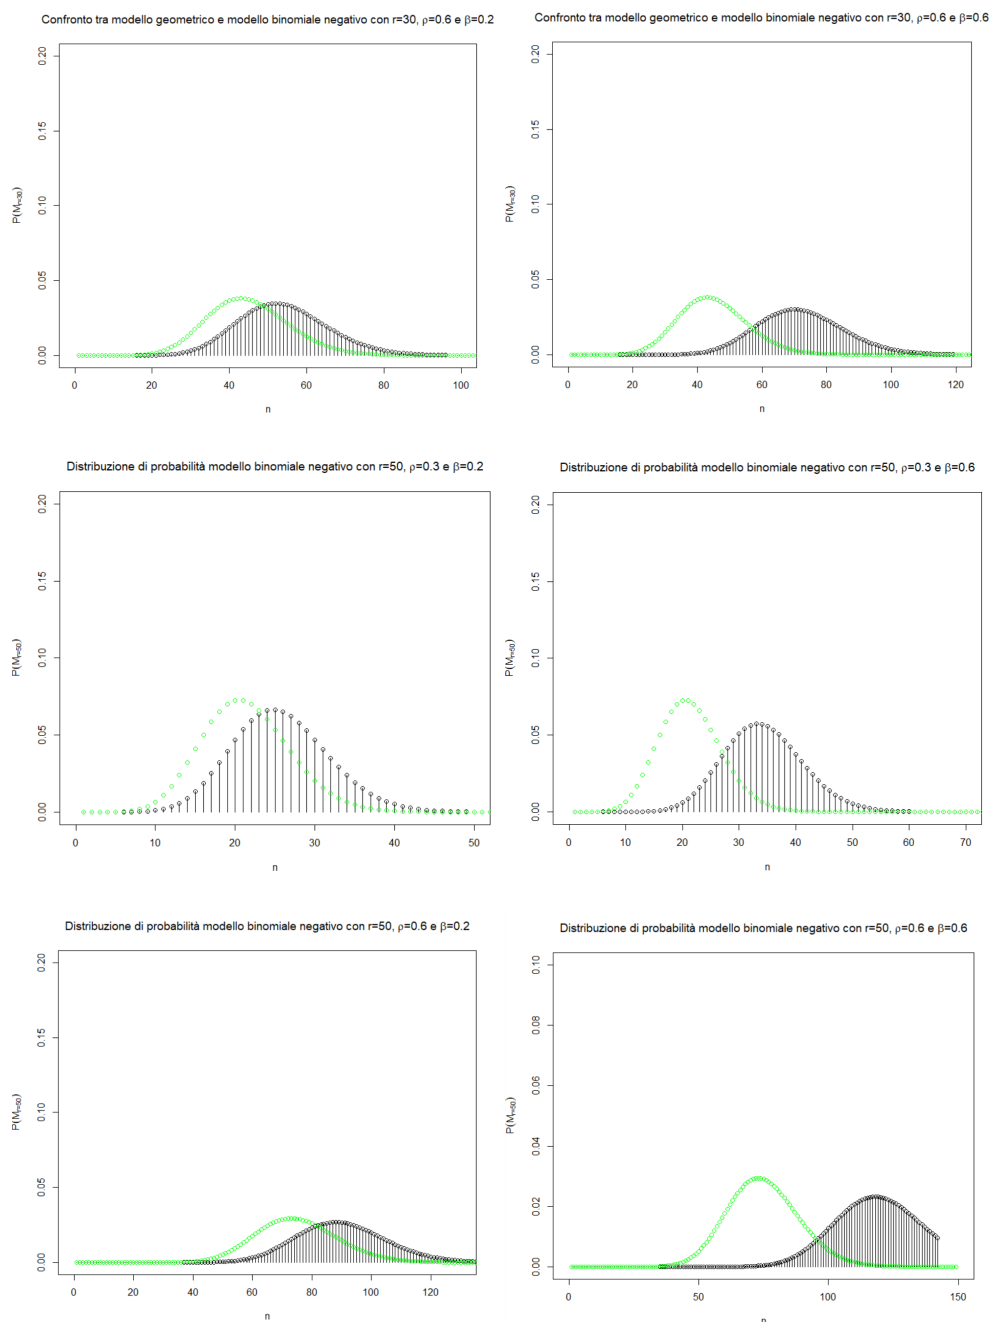 Confronto tra modello geometrico e modello binomiale negativo con r=30, ρ=0.6 e β=0.2
0.20
0.15
0.10
0.05
0.00
P(Mr=30)
0 20 40 60 80 100
n
Confronto tra modello geometrico e modello binomiale negativo con r=30, ρ=0.6 e β=0.6
0.20
0.15
0.10
0.05
0.00
P(Mr=30)
0 20 40 60 80 100 120
n
Distribuzione di probabilità modello binomiale negativo con r=50, ρ=0.3 e β=0.2
0.20
0.15
0.10
0.05
0.00
P(Mr=50)
0 10 20 30 40 50
n
Distribuzione di probabilità modello binomiale negativo con r=50, ρ=0.3 e β=0.6
0.20
0.15
0.10
0.05
0.00
P(Mr=50)
0 10 20 30 40 50 60 70
n
Distribuzione di probabilità modello binomiale negativo con r=50, ρ=0.6 e β=0.2
0.20
0.15
0.10
0.05
0.00
P(Mr=50)
0 20 40 60 80 100 120
n
Distribuzione di probabilità modello binomiale negativo con r=50, ρ=0.6 e β=0.6
0.10
0.08
0.06
0.04
0.02
0.00
P(Mr=50)
0 50 100 150
n